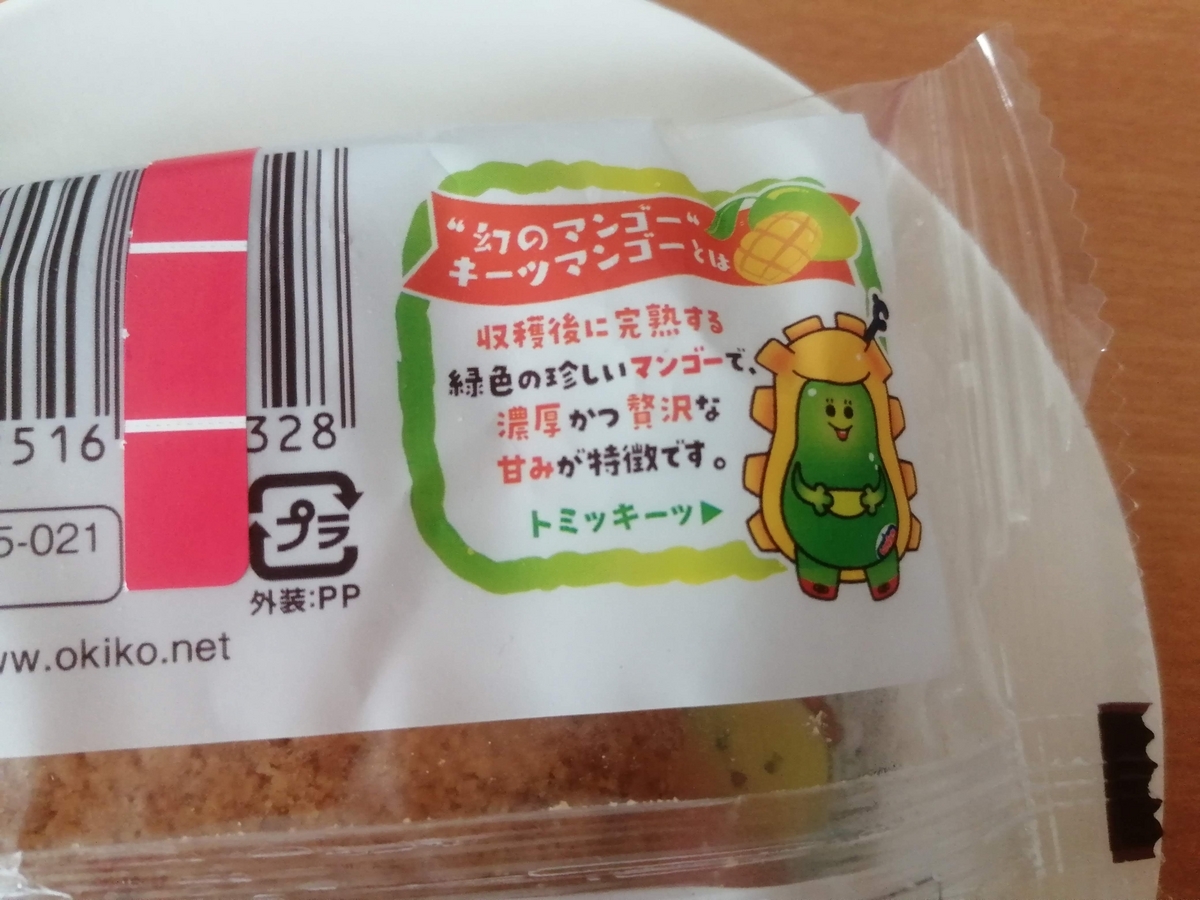 "幻のマンゴー"
キーツマンゴーとは
収穫後に完熟する
緑色の珍しいマンゴーで、
濃厚かつ贅沢な
甘みが特徴です。
トミッキーツ▶
516
328
5-021
プラ
外装:PP
www.okiko.net